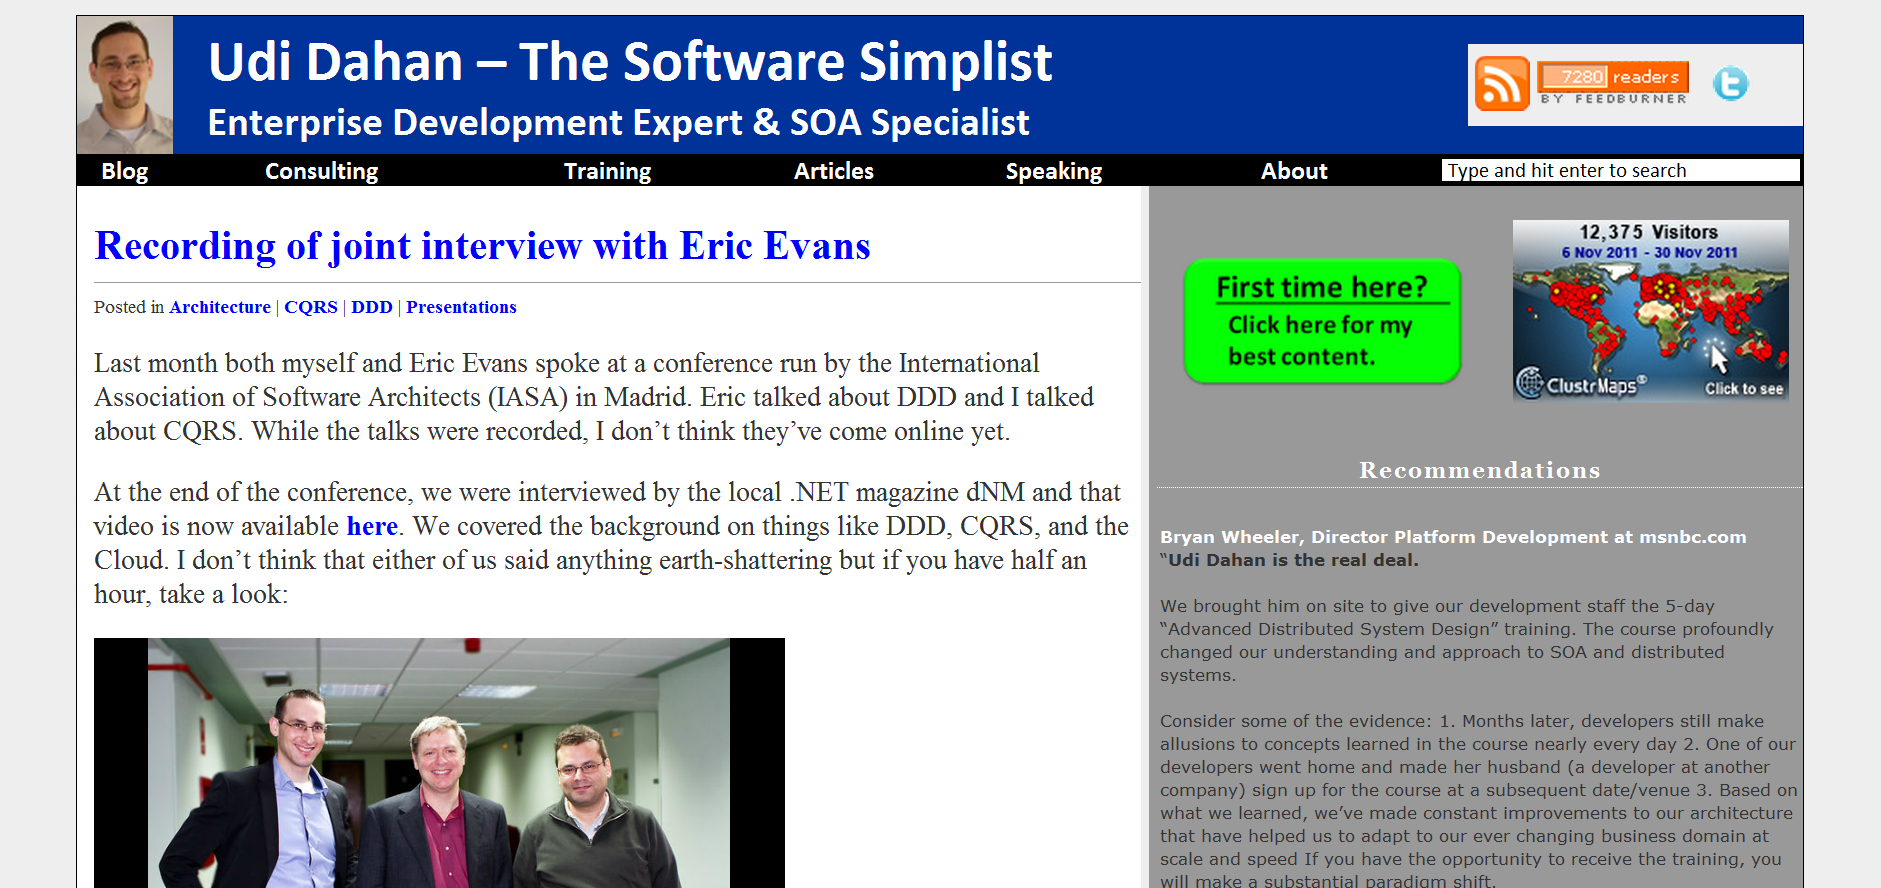 Udi Dahan – The Software Simplist
Enterprise Development Expert & SOA Specialist
7280 readers
BY FEEDBURNER
Blog Consulting Training Articles Speaking About Type and hit enter to search
Recording of joint interview with Eric Evans
Posted in Architecture | CQRS | DDD | Presentations
Last month both myself and Eric Evans spoke at a conference run by the International
Association of Software Architects (IASA) in Madrid. Eric talked about DDD and I talked
about CQRS. While the talks were recorded, I don’t think they’ve come online yet.
At the end of the conference, we were interviewed by the local .NET magazine dNM and that
video is now available here. We covered the background on things like DDD, CQRS, and the
Cloud. I don’t think that either of us said anything earth-shattering but if you have half an
hour, take a look:
First time here?
Click here for my
best content.
12,375 Visitors
6 Nov 2011 - 30 Nov 2011
ClustrMaps®
Click to see
Recommendations
Bryan Wheeler, Director Platform Development at msnbc.com
“Udi Dahan is the real deal.
We brought him on site to give our development staff the 5-day
“Advanced Distributed System Design” training. The course profoundly
changed our understanding and approach to SOA and distributed
systems.
Consider some of the evidence: 1. Months later, developers still make
allusions to concepts learned in the course nearly every day 2. One of our
developers went home and made her husband (a developer at another
company) sign up for the course at a subsequent date/venue 3. Based on
what we learned, we’ve made constant improvements to our architecture
that have helped us to adapt to our ever changing business domain at
scale and speed If you have the opportunity to receive the training, you
will make a substantial paradigm shift.